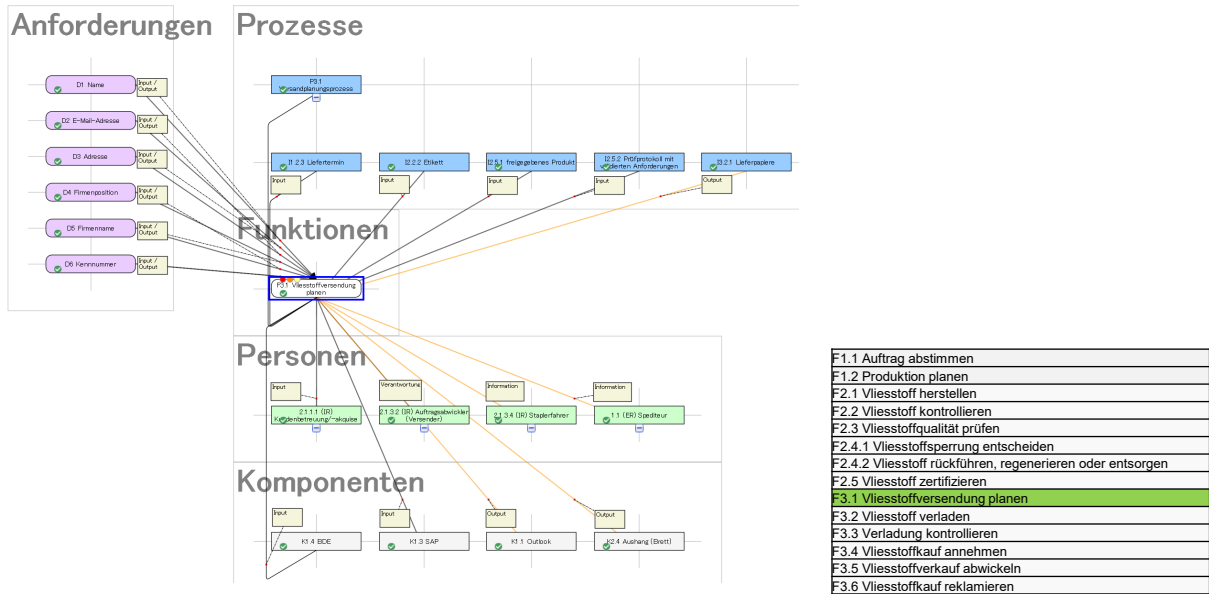 Anforderungen
Prozesse
D1 Name
Input /
Output
D2 E-Mail-Adresse
Input /
Output
D3 Adresse
Input /
Output
D4 Firmenposition
Input /
Output
D5 Firmenname
Input /
Output
D6 Kennnummer
Input /
Output
P3.1
Versandplanungsprozess
I1.2.3 Liefertermin
I2.2.2 Etikett
I2.5.1 freigegebenes Produkt
I2.5.2 Prüfprotokoll mit
I3.2.1 Lieferpapiere
Input
Input
Input
Input
Output
Funktionen
F3.1 Vliesstoffversendung
planen
Personen
Input
Verantwortung
Information
Information
2.1.1.1 (IR)
Kundenbetreuung/-akquise
2.1.3.2 (IR) Auftragsabwickler
(Versender)
2.1.3.4 (IR) Staplerfahrer
1.1 (ER) Spediteur
Komponenten
Input
Input
Output
Output
K1.4 BDE
K1.3 SAP
K1.1 Outlook
K2.4 Aushang (Brett)
F1.1 Auftrag abstimmen
F1.2 Produktion planen
F2.1 Vliesstoff herstellen
F2.2 Vliesstoff kontrollieren
F2.3 Vliesstoffqualität prüfen
F2.4.1 Vliesstoffsperrung entscheiden
F2.4.2 Vliesstoff rückführen, regenerieren oder entsorgen
F2.5 Vliesstoff zertifizieren
F3.1 Vliesstoffversendung planen
F3.2 Vliesstoff verladen
F3.3 Verladung kontrollieren
F3.4 Vliesstoffkauf annehmen
F3.5 Vliesstoffverkauf abwickeln
F3.6 Vliesstoffkauf reklamieren